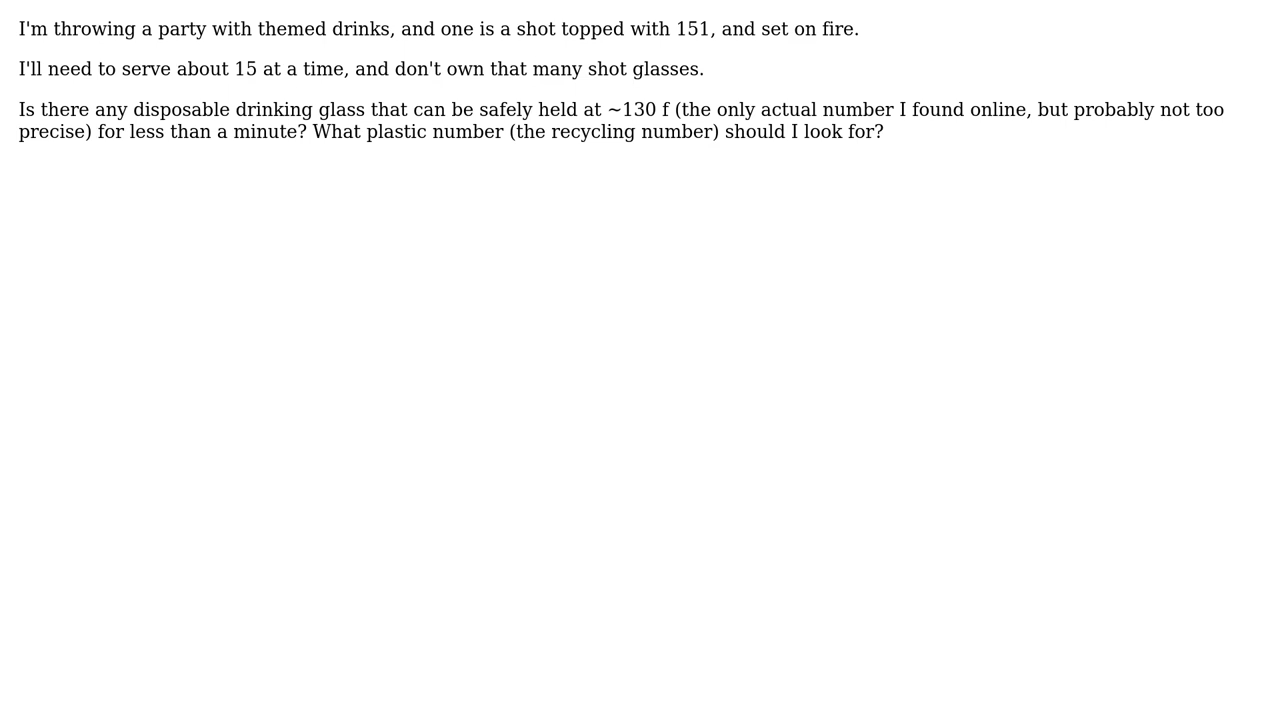 I'm throwing a party with themed drinks, and one is a shot topped with 151, and set on fire.
I'll need to serve about 15 at a time, and don't own that many shot glasses.
Is there any disposable drinking glass that can be safely held at ~130 f (the only actual number I found online, but probably not too
precise) for less than a minute? What plastic number (the recycling number) should I look for?